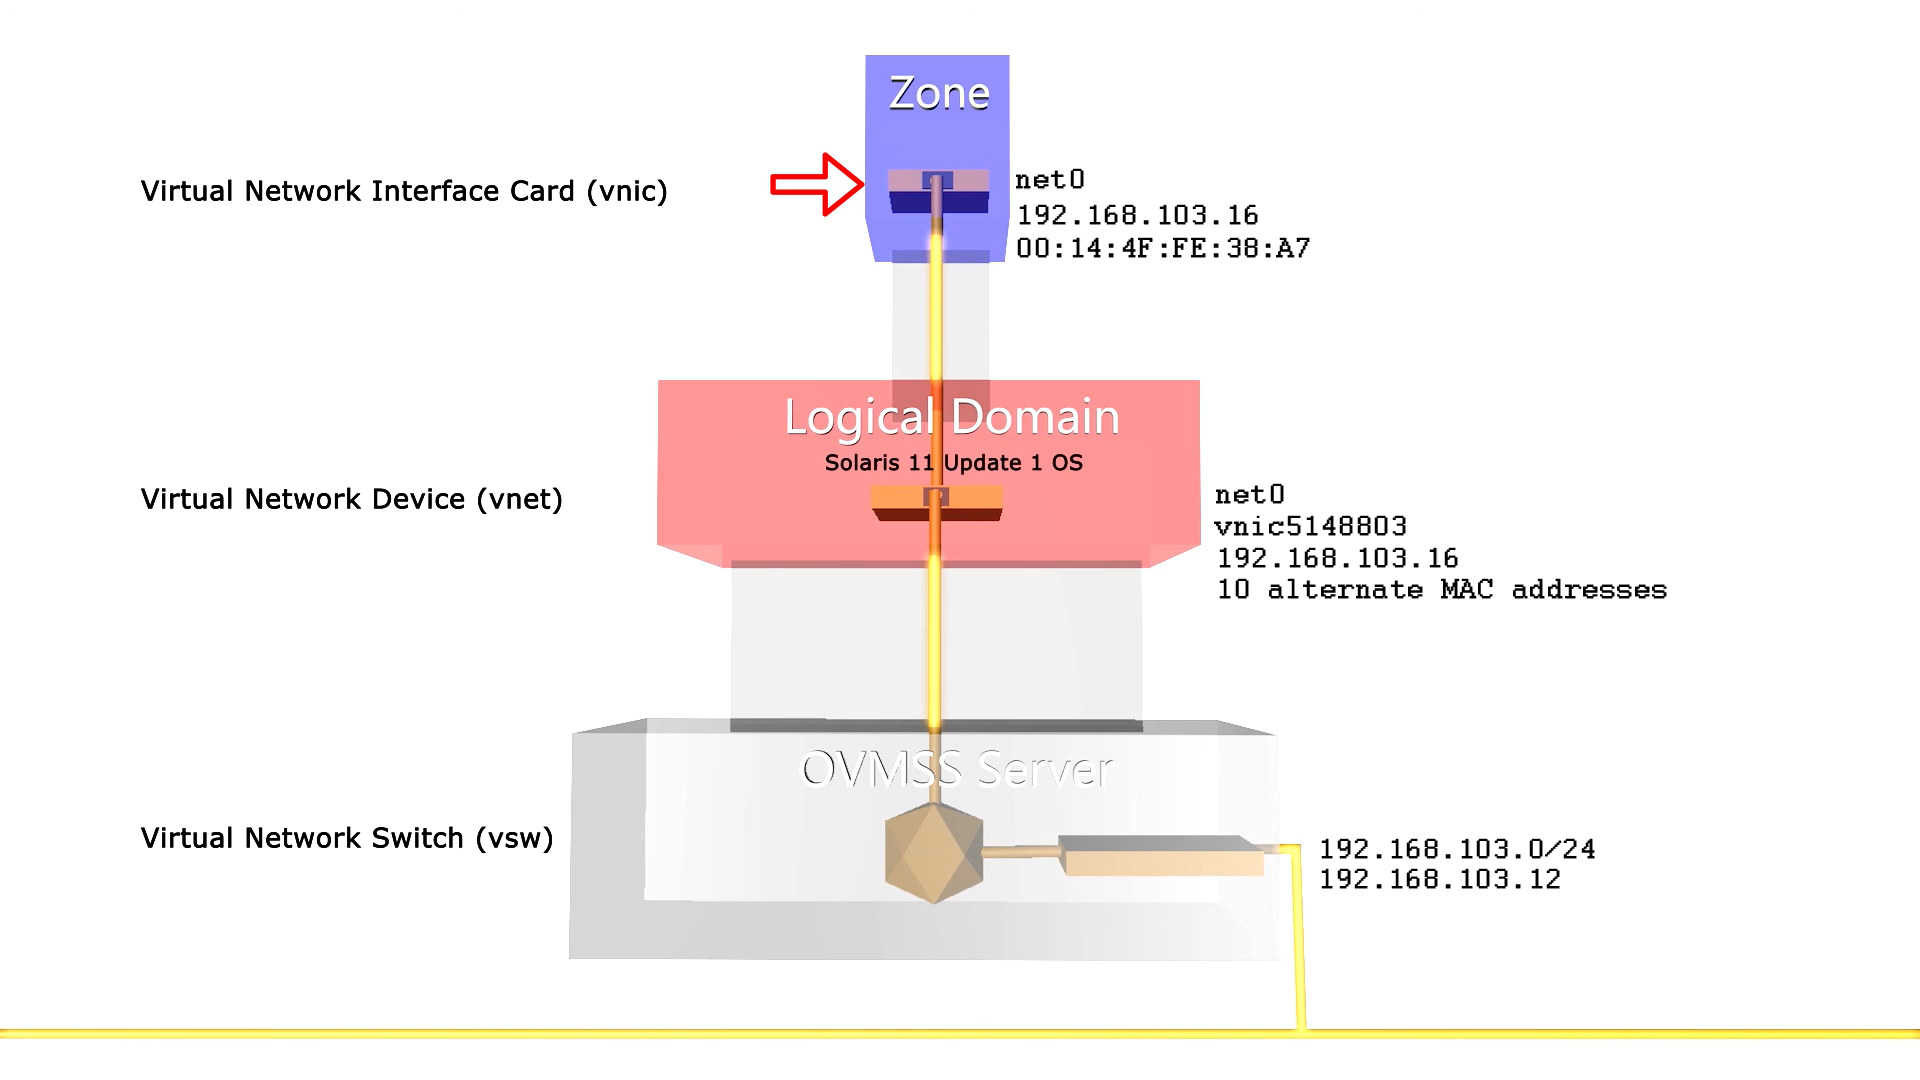 Zone
Virtual Network Interface Card (vnic)
net0
192.168.103.16
00:14:4F:FE:38:A7
Logical Domain
Solaris 11 Update 1 OS
Virtual Network Device (vnet)
net0
vnic5148803
192.168.103.16
10 alternate MAC addresses
OVMSS Server
Virtual Network Switch (vsw)
192.168.103.0/24
192.168.103.12